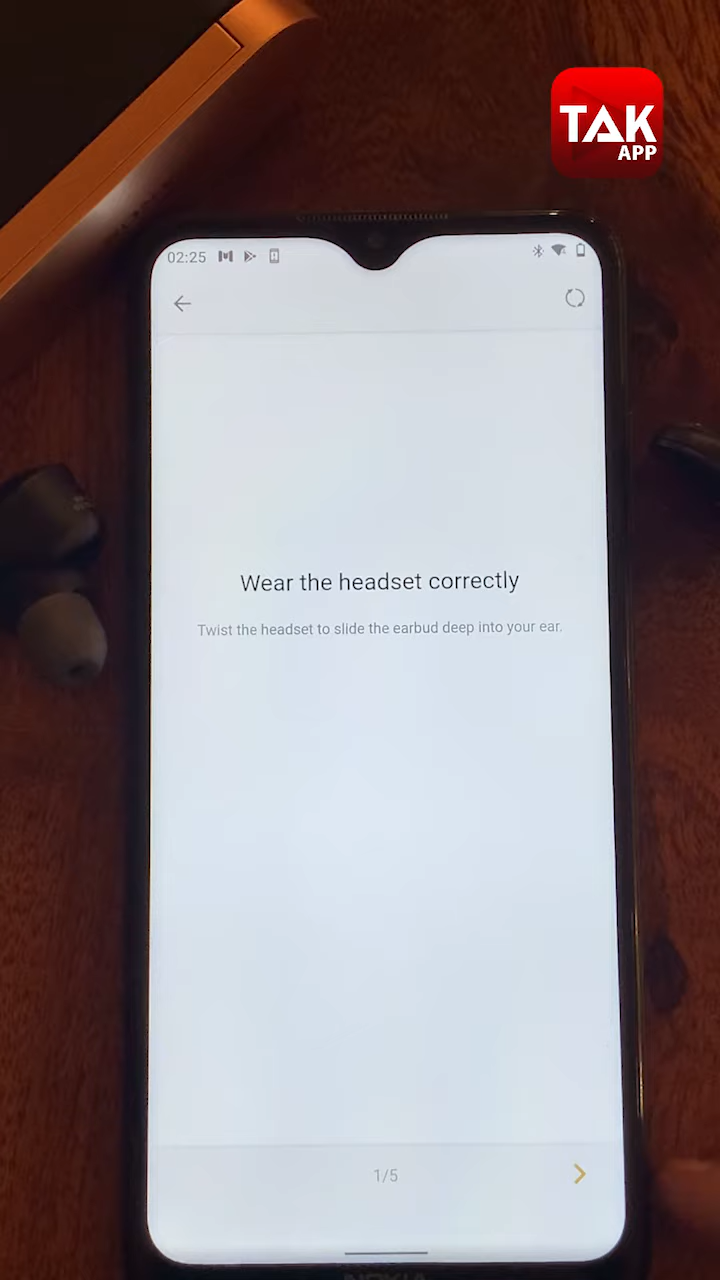 TAK
APP
02:25
Wear the headset correctly
Twist the headset to slide the earbud deep into your ear.
1/5
NOKIA